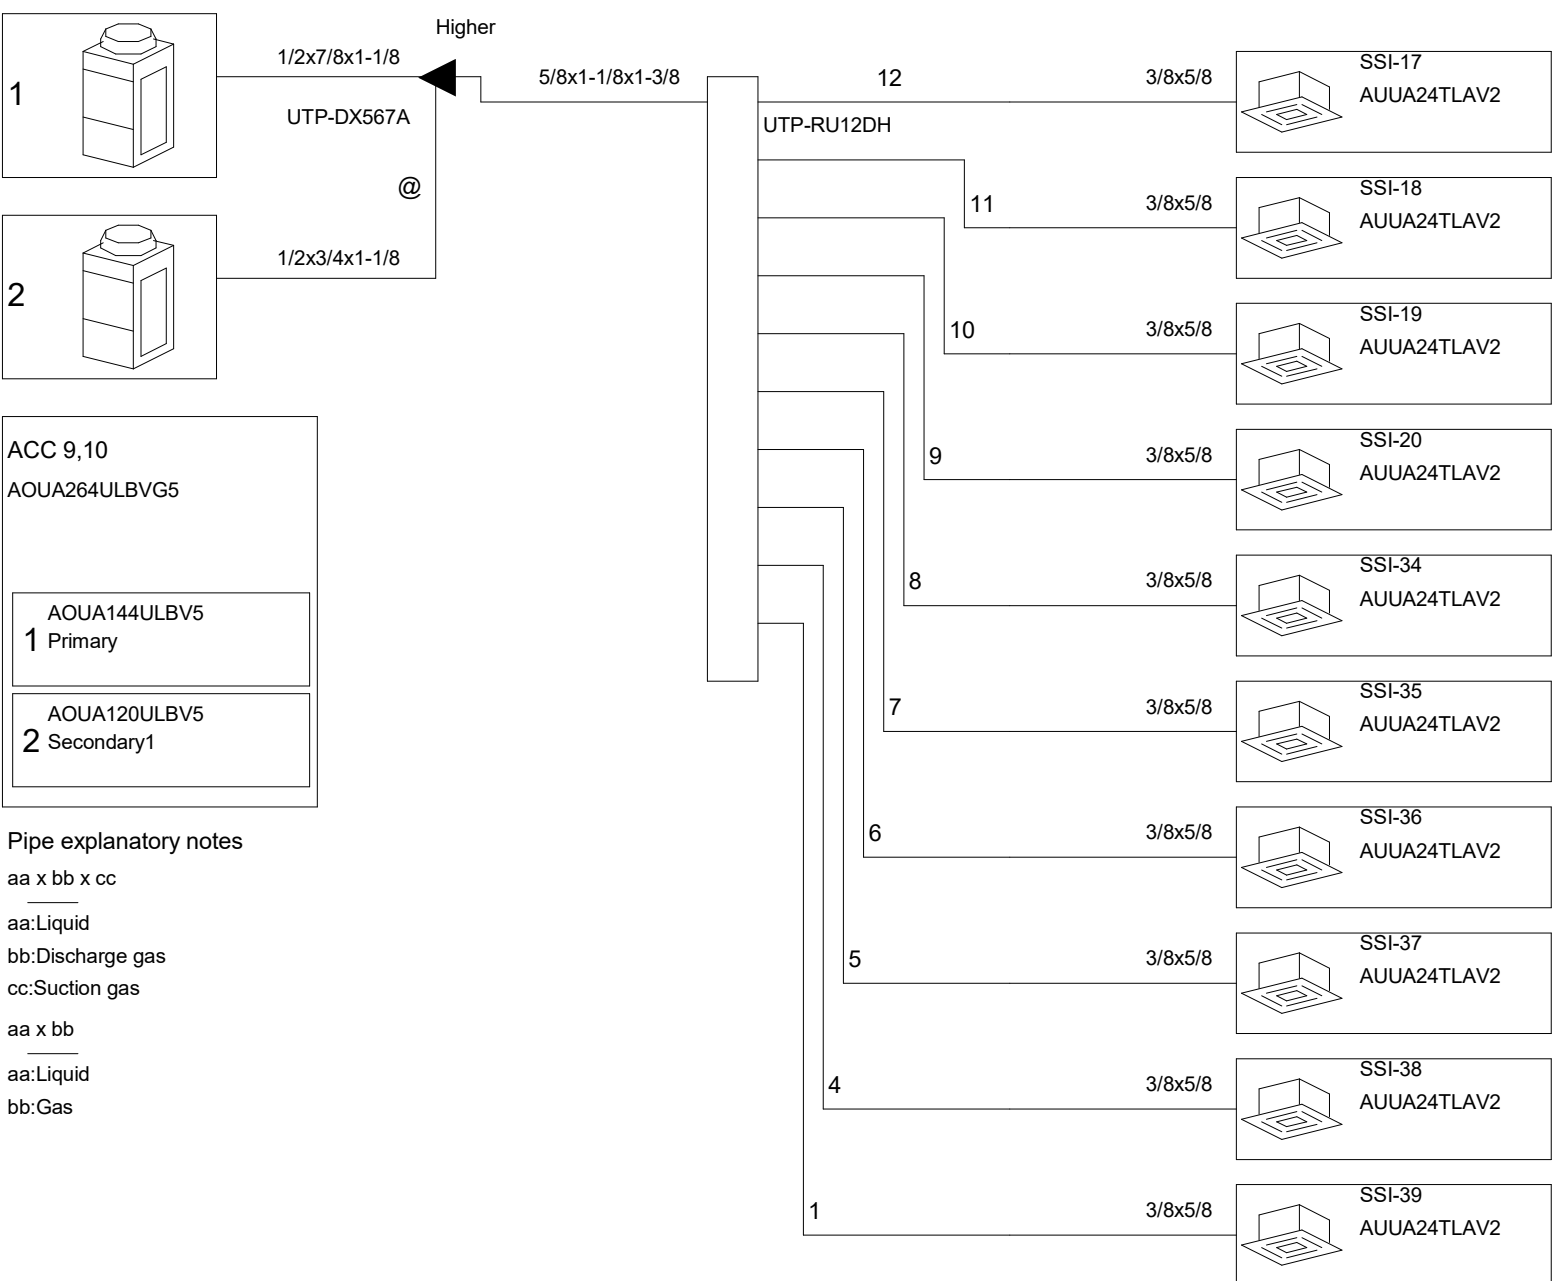 Higher
1/2x7/8x1-1/8
5/8x1-1/8x1-3/8
1
UTP-DX567A
@
1/2x3/4x1-1/8
2
ACC 9,10
AOUA264ULBVG5
AOUA144ULBV5
1 Primary
AOUA120ULBV5
2 Secondary1
Pipe explanatory notes
aa x bb x cc
aa:Liquid
bb:Discharge gas
cc:Suction gas
aa x bb
aa:Liquid
bb:Gas
UTP-RU12DH
12
3/8x5/8
SSI-17
AUUA24TLAV2
11
3/8x5/8
SSI-18
AUUA24TLAV2
10
3/8x5/8
SSI-19
AUUA24TLAV2
9
3/8x5/8
SSI-20
AUUA24TLAV2
8
3/8x5/8
SSI-34
AUUA24TLAV2
7
3/8x5/8
SSI-35
AUUA24TLAV2
6
3/8x5/8
SSI-36
AUUA24TLAV2
5
3/8x5/8
SSI-37
AUUA24TLAV2
4
3/8x5/8
SSI-38
AUUA24TLAV2
1
3/8x5/8
SSI-39
AUUA24TLAV2